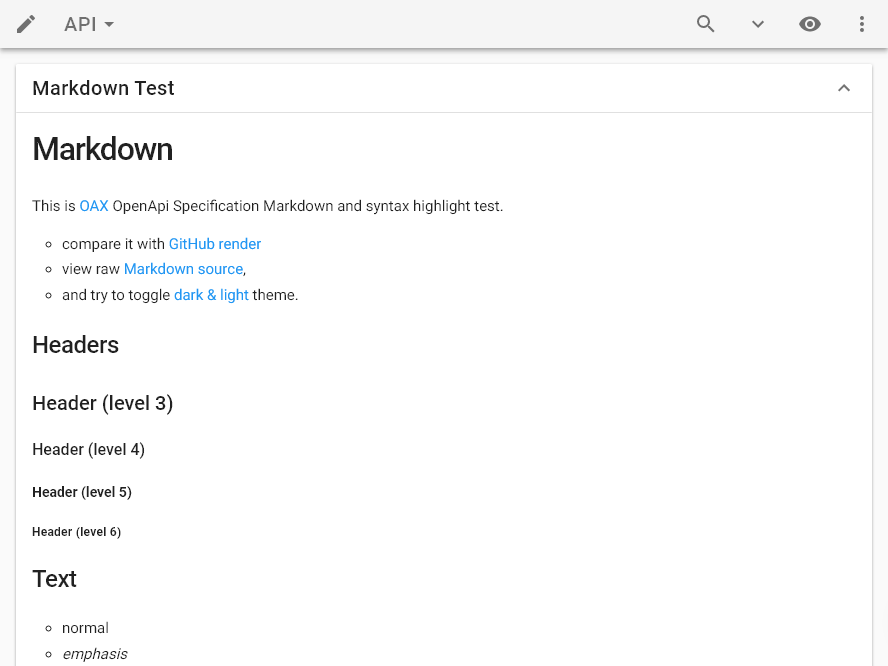 API
Markdown Test
Markdown
This is OAX OpenApi Specification Markdown and syntax highlight test.
compare it with GitHub render
view raw Markdown source,
and try to toggle dark & light theme.
Headers
Header (level 3)
Header (level 4)
Header (level 5)
Header (level 6)
Text
normal
emphasis